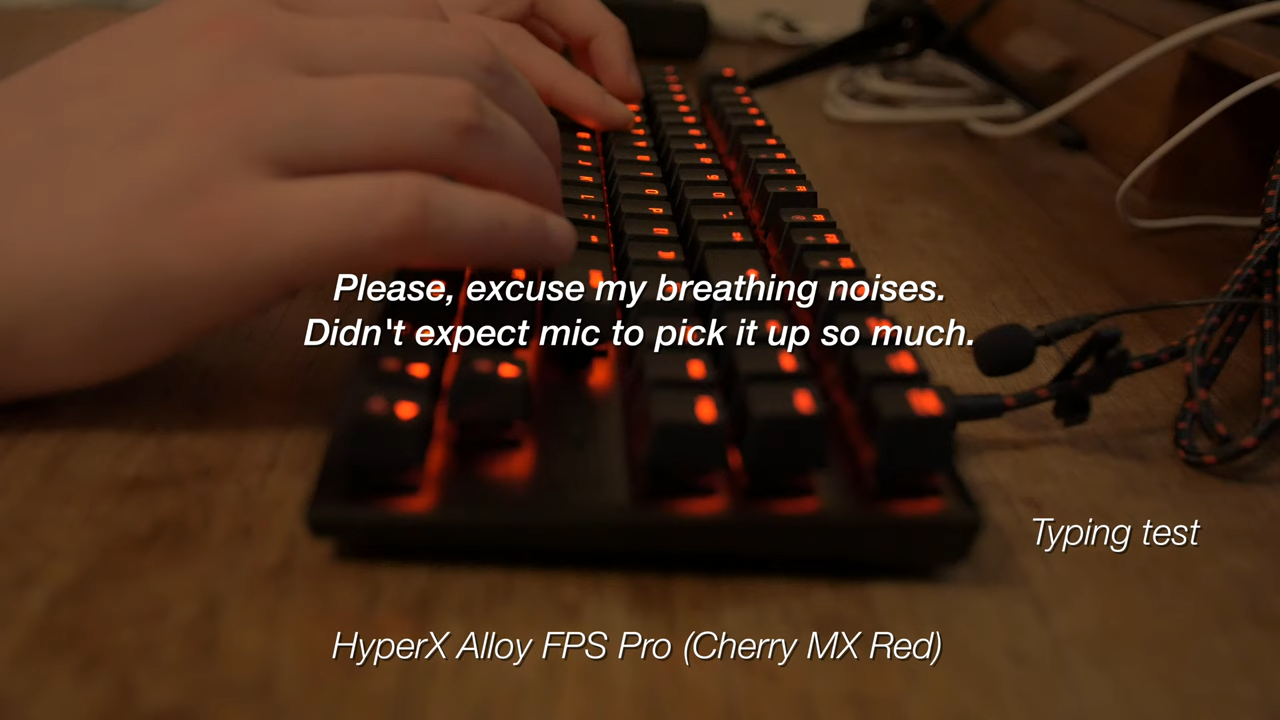 Please, excuse my breathing noises.
Didn't expect mic to pick it up so much.
Typing test
HyperX Alloy FPS Pro (Cherry MX Red)